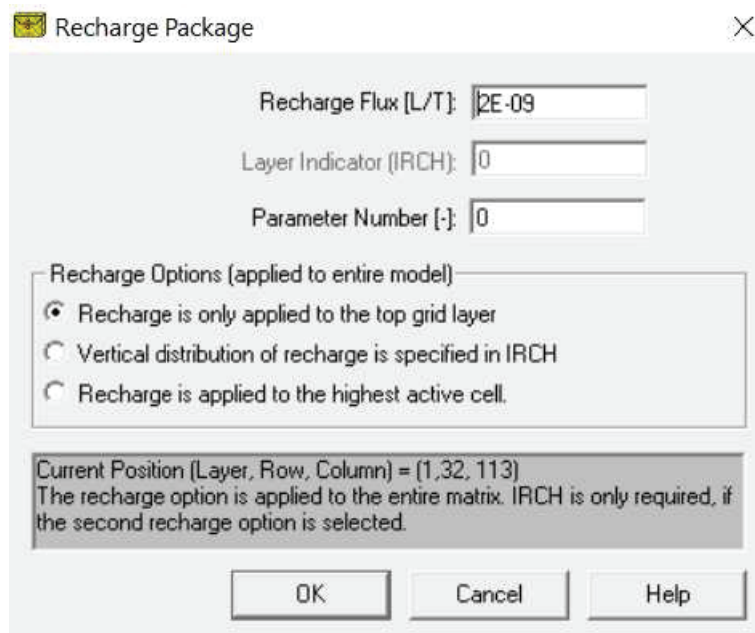 Recharge Package
Recharge Flux [L/T]: 2E-09
Layer Indicator (IRCH): 0
Parameter Number [-]: 0
Recharge Options (applied to entire model)
Recharge is only applied to the top grid layer
Vertical distribution of recharge is specified in IRCH
Recharge is applied to the highest active cell.
Current Position (Layer, Row, Column) = (1,32, 113)
The recharge option is applied to the entire matrix. IRCH is only required, if
the second recharge option is selected.
OK Cancel Help